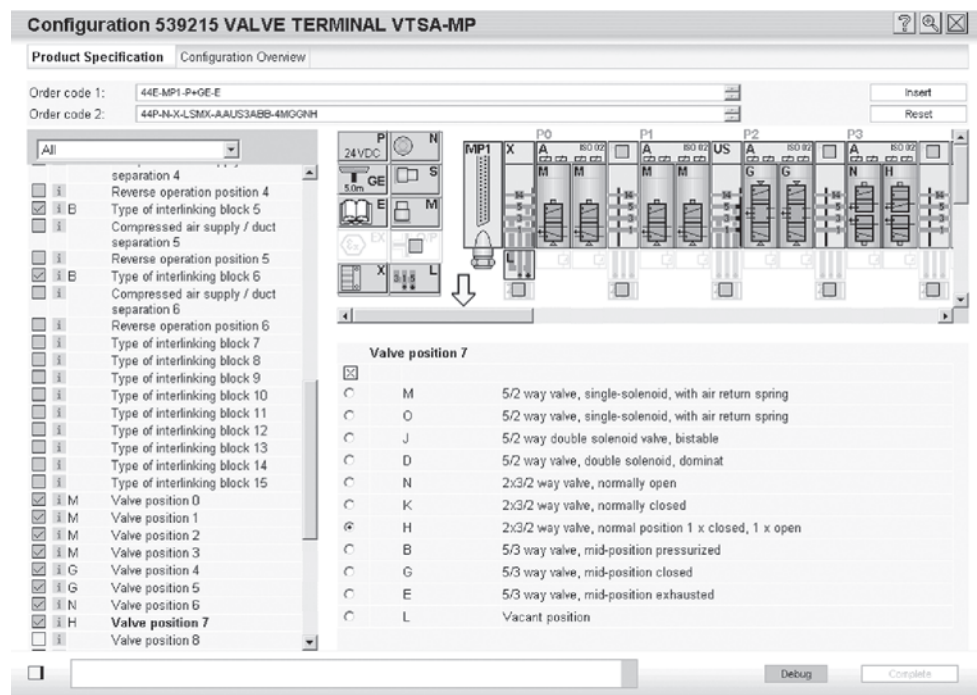 Configuration 539215 VALVE TERMINAL VTSA-MP
Product Specification Configuration Overview
Order code 1: 44E-MP1-P+GE-E Insert
Order code 2: 44P-N-X-LSMX-AAUS3ABB-4MGGNH Reset
All
separation 4
Reverse operation position 4
B Type of interlinking block 5
Compressed air supply / duct
separation 5
Reverse operation position 5
B Type of interlinking block 6
Compressed air supply / duct
separation 6
Reverse operation position 6
Type of interlinking block 7
Type of interlinking block 8
Type of interlinking block 9
Type of interlinking block 10
Type of interlinking block 11
Type of interlinking block 12
Type of interlinking block 13
Type of interlinking block 14
Type of interlinking block 15
M Valve position 0
M Valve position 1
M Valve position 2
M Valve position 3
G Valve position 4
G Valve position 5
N Valve position 6
H Valve position 7
Valve position 8
P N
24VDC
GE S
5.0m
E M
EX O/P
X L
P0 P1 P2 P3
MP1 X A ISO 02 A ISO 02 US A ISO 02 A ISO 02
M M M M G G N H
L
Valve position 7
M 5/2 way valve, single-solenoid, with air return spring
O 5/2 way valve, single-solenoid, with air return spring
J 5/2 way double solenoid valve, bistable
D 5/2 way valve, double solenoid, dominat
N 2x3/2 way valve, normally open
K 2x3/2 way valve, normally closed
H 2x3/2 way valve, normal position 1 x closed, 1 x open
B 5/3 way valve, mid-position pressurized
G 5/3 way valve, mid-position closed
E 5/3 way valve, mid-position exhausted
L Vacant position
Debug Complete